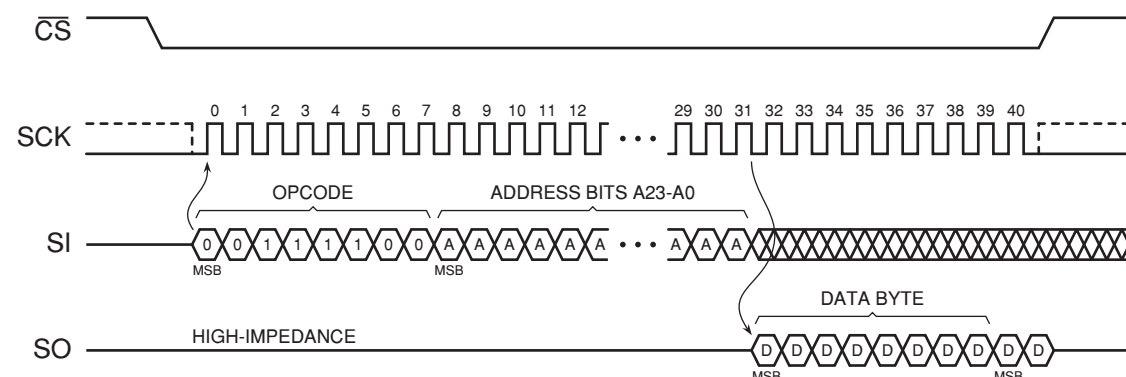 CS
0 1 2 3 4 5 6 7 8 9 10 11 12 29 30 31 32 33 34 35 36 37 38 39 40
SCK
OPCODE ADDRESS BITS A23-A0
SI 0 0 1 1 1 1 0 0 A A A A A A A A A
MSB MSB
DATA BYTE
SO HIGH-IMPEDANCE D D D D D D D D D D
MSB MSB